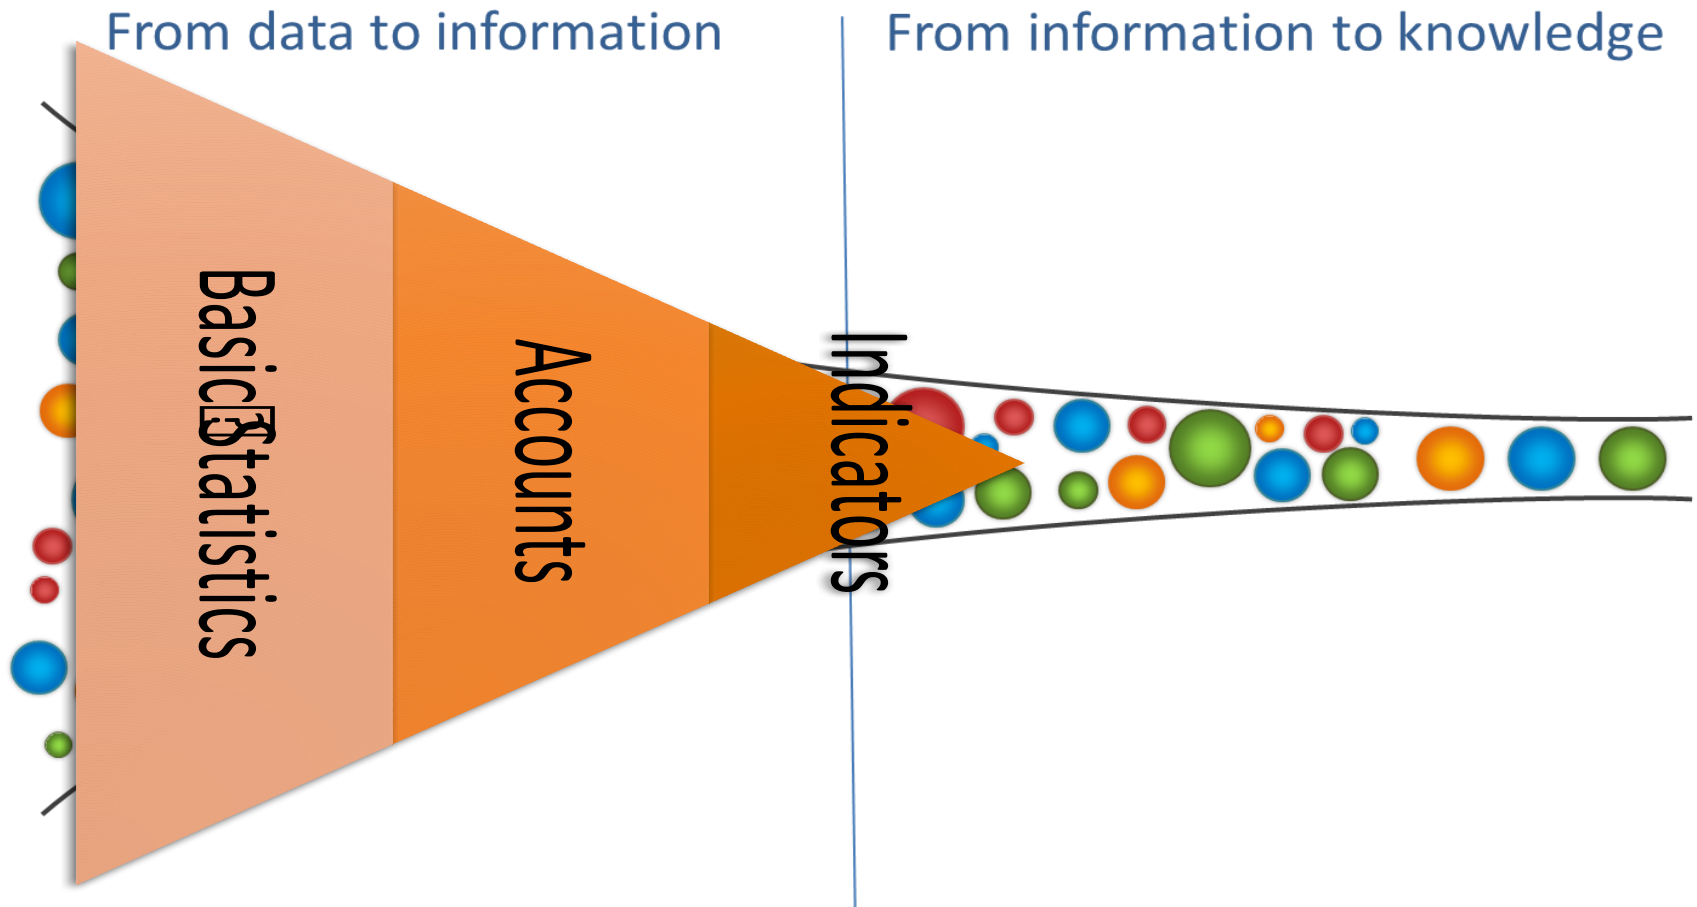 From data to information
From information to knowledge
Basic Statistics
Accounts
Indicators